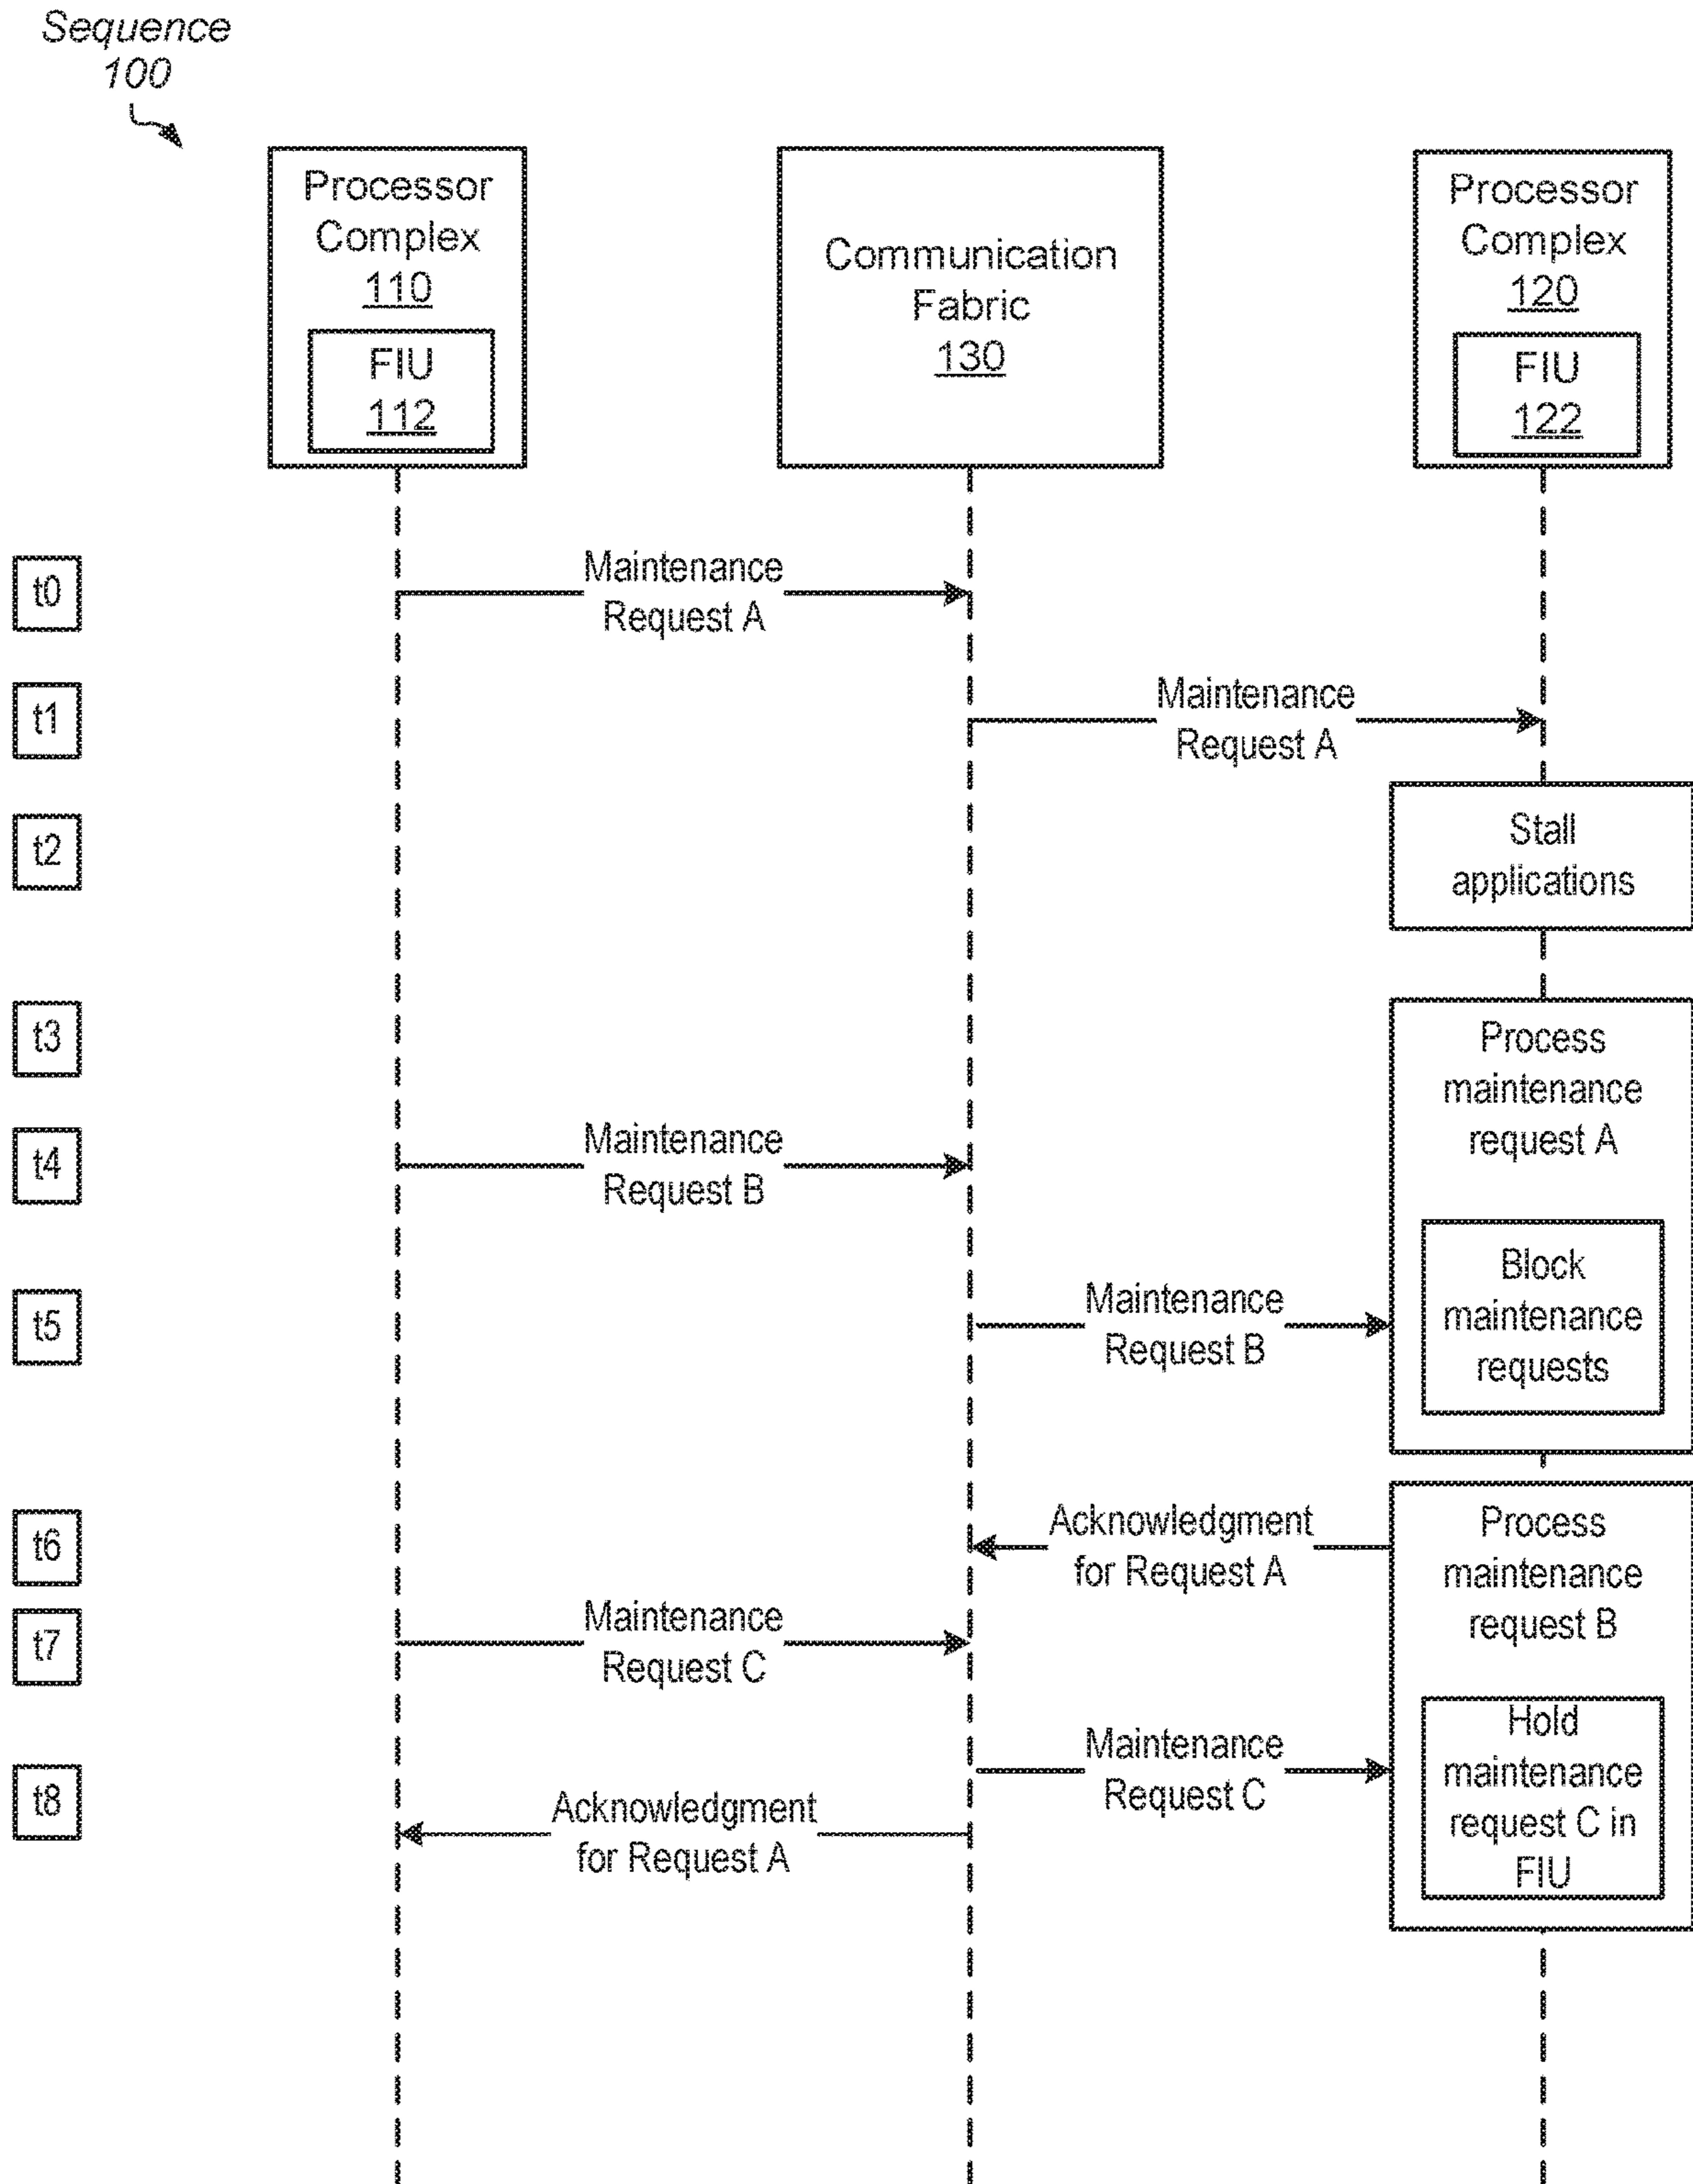 Sequence
100
Processor
Complex
110
FIU
112
Communication
Fabric
130
Processor
Complex
120
FIU
122
t0
Maintenance
Request A
t1
Maintenance
Request A
t2
Stall
applications
t3
Process
maintenance
request A
t4
Maintenance
Request B
t5
Maintenance
Request B
Block
maintenance
requests
t6
Acknowledgment
for Request A
Process
maintenance
request B
t7
Maintenance
Request C
t8
Maintenance
Request C
Hold
maintenance
request C in
FIU
Acknowledgment
for Request A